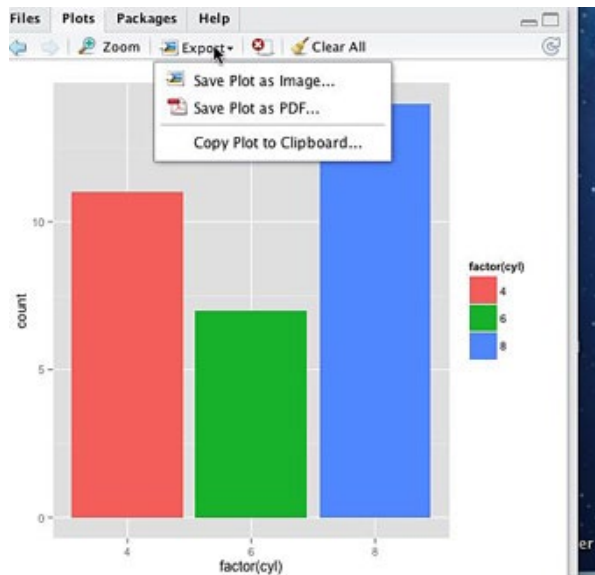 Files Plots Packages Help
Zoom Export Clear All
Save Plot as Image...
Save Plot as PDF...
Copy Plot to Clipboard...
10
5
0
count
4 6 8
factor(cyl)
factor(cyl)
4
6
8
er